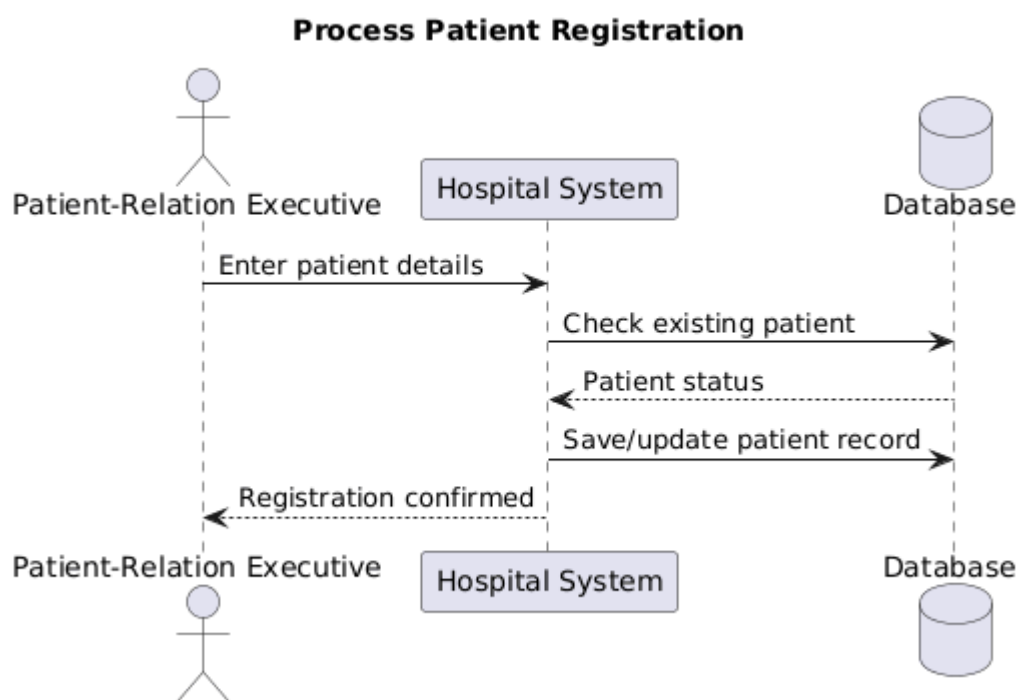 Process Patient Registration
Patient-Relation Executive
Hospital System
Database
Enter patient details
Check existing patient
Patient status
Save/update patient record
Registration confirmed
Patient-Relation Executive
Hospital System
Database